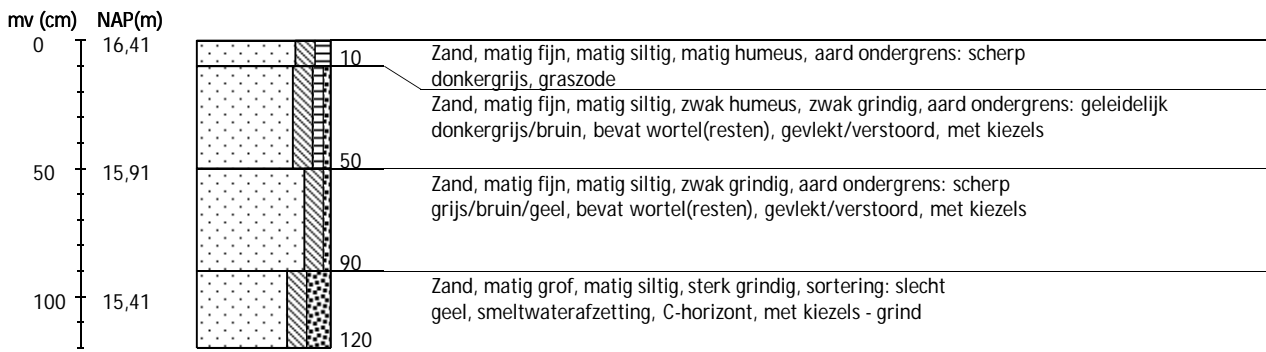 mv (cm) NAP(m)
0 16,41
Zand, matig fijn, matig siltig, matig humeus, aard ondergrens: scherp
10
donkergrijs, graszode
Zand, matig fijn, matig siltig, zwak humeus, zwak grindig, aard ondergrens: geleidelijk
donkergrijs/bruin, bevat wortel(resten), gevlekt/verstoord, met kiezels
50
50 15,91
Zand, matig fijn, matig siltig, zwak grindig, aard ondergrens: scherp
grijs/bruin/geel, bevat wortel(resten), gevlekt/verstoord, met kiezels
90
Zand, matig grof, matig siltig, sterk grindig, sortering: slecht
100 15,41
geel, smeltwaterafzetting, C-horizont, met kiezels - grind
120